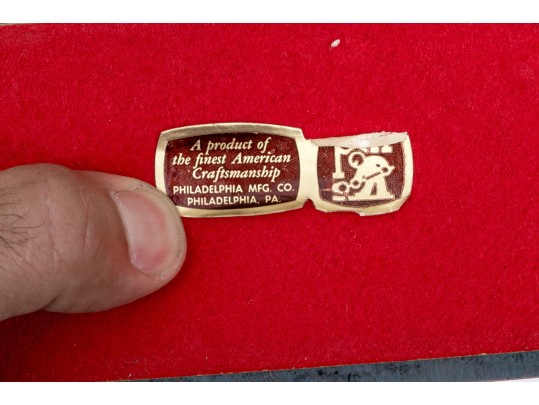 A product of
the finest American
Craftsmanship
PHILADELPHIA MFG. CO.
PHILADELPHIA, PA.